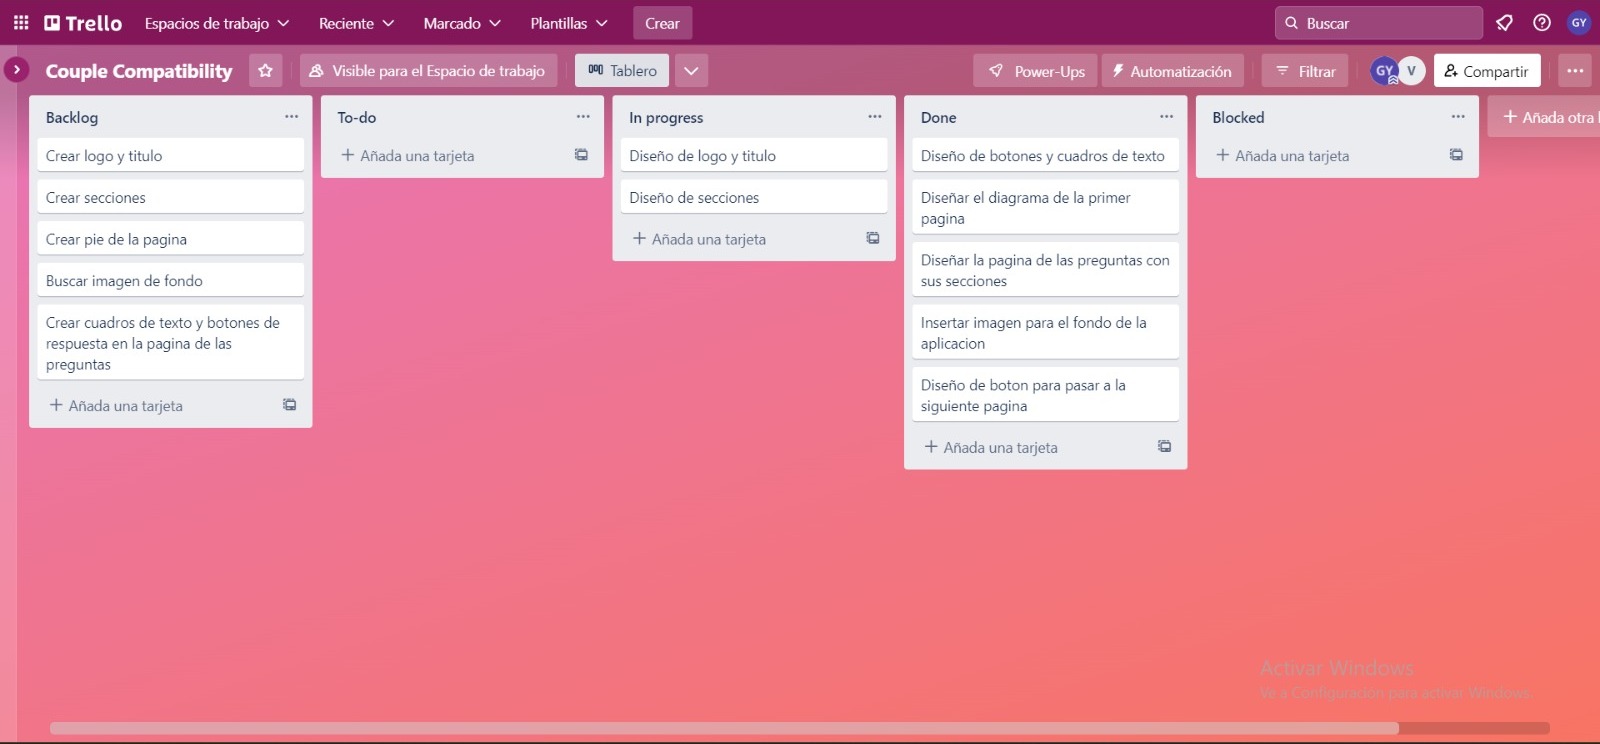 Trello
Espacios de trabajo
Reciente
Marcado
Plantillas
Crear
Buscar
GY
Couple Compatibility
Visible para el Espacio de trabajo
Tablero
Power-Ups
Automatización
Filtrar
GY
V
Compartir
Backlog
Crear logo y titulo
Crear secciones
Crear pie de la pagina
Buscar imagen de fondo
Crear cuadros de texto y botones de
respuesta en la pagina de las
preguntas
+ Añada una tarjeta
To-do
+ Añada una tarjeta
In progress
Diseño de logo y titulo
Diseño de secciones
+ Añada una tarjeta
Done
Diseño de botones y cuadros de texto
Diseñar el diagrama de la primer
pagina
Diseñar la pagina de las preguntas con
sus secciones
Insertar imagen para el fondo de la
aplicacion
Diseño de boton para pasar a la
siguiente pagina
+ Añada una tarjeta
Blocked
+ Añada una tarjeta
+ Añada otra
Activar Windows
Ve a Configuración para activar Windows.